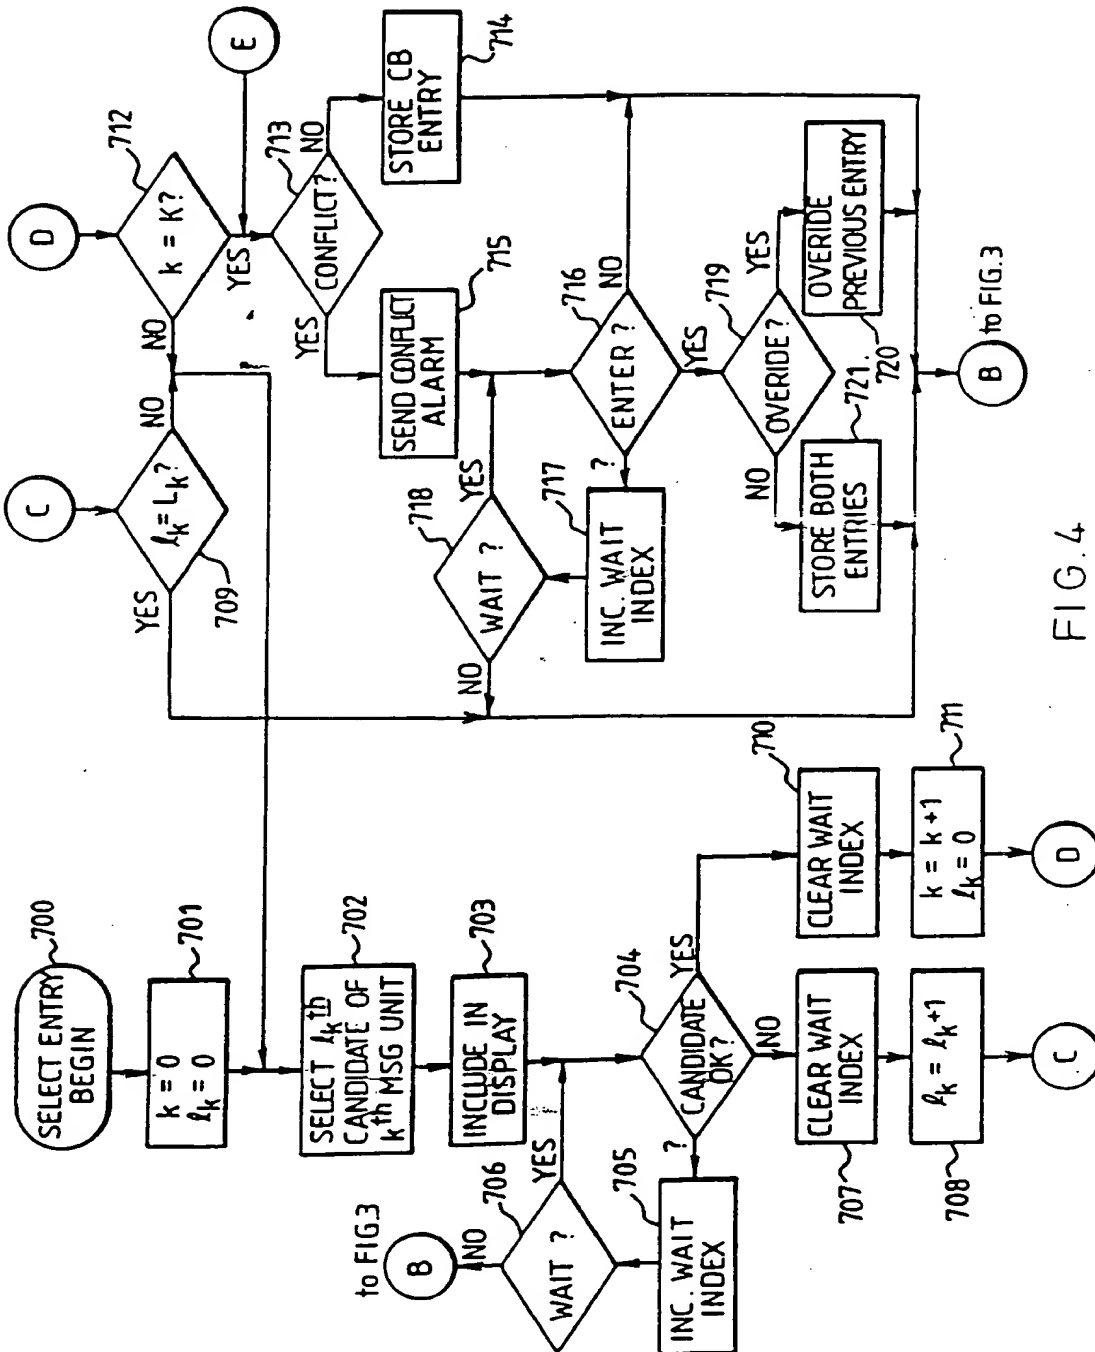 SELECT ENTRY
BEGIN
700
k = 0
ℓk = 0
701
SELECT ℓk th
CANDIDATE OF
kth MSG UNIT
702
INCLUDE IN
DISPLAY
703
CANDIDATE
OK?
704
YES
NO
?
INC. WAIT
INDEX
705
WAIT ?
706
YES
NO
B
to FIG.3
CLEAR WAIT
INDEX
707
ℓk = ℓk +1
708
C
CLEAR WAIT
INDEX
710
k = k +1
ℓk = 0
711
D
C
ℓk = Lk?
709
YES
NO
D
k = K?
712
NO
YES
E
CONFLICT?
713
YES
NO
STORE CB
ENTRY
714
SEND CONFLICT
ALARM
715
ENTER ?
716
NO
YES
?
INC. WAIT
INDEX
717
WAIT ?
718
YES
NO
OVERRIDE?
719
YES
NO
OVERRIDE
PREVIOUS ENTRY
720
STORE BOTH
ENTRIES
721.
B
to FIG.3
FIG. 4